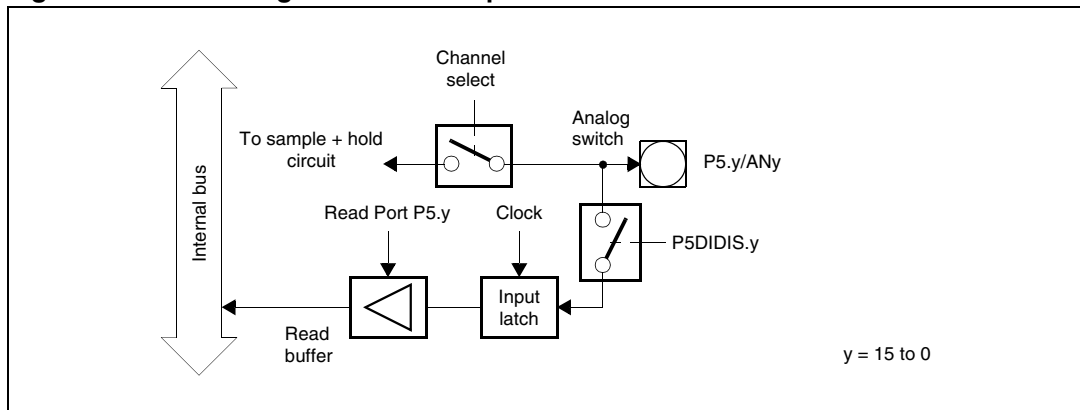 Channel
select
Analog
switch
To sample + hold
circuit
P5.y/ANy
Internal bus
Read Port P5.y
Clock
P5DIDIS.y
Input
latch
Read
buffer
y = 15 to 0